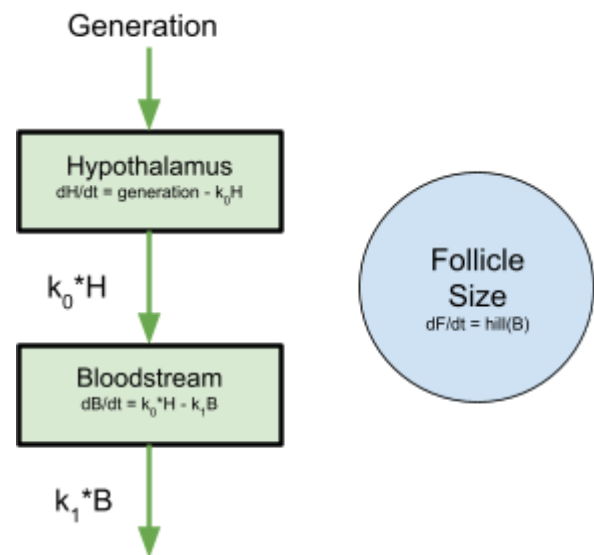 Generation
Hypothalamus
dH/dt = generation - k₀H
k₀*H
Bloodstream
dB/dt = k₀*H - k₁B
k₁*B
Follicle
Size
dF/dt = hill(B)